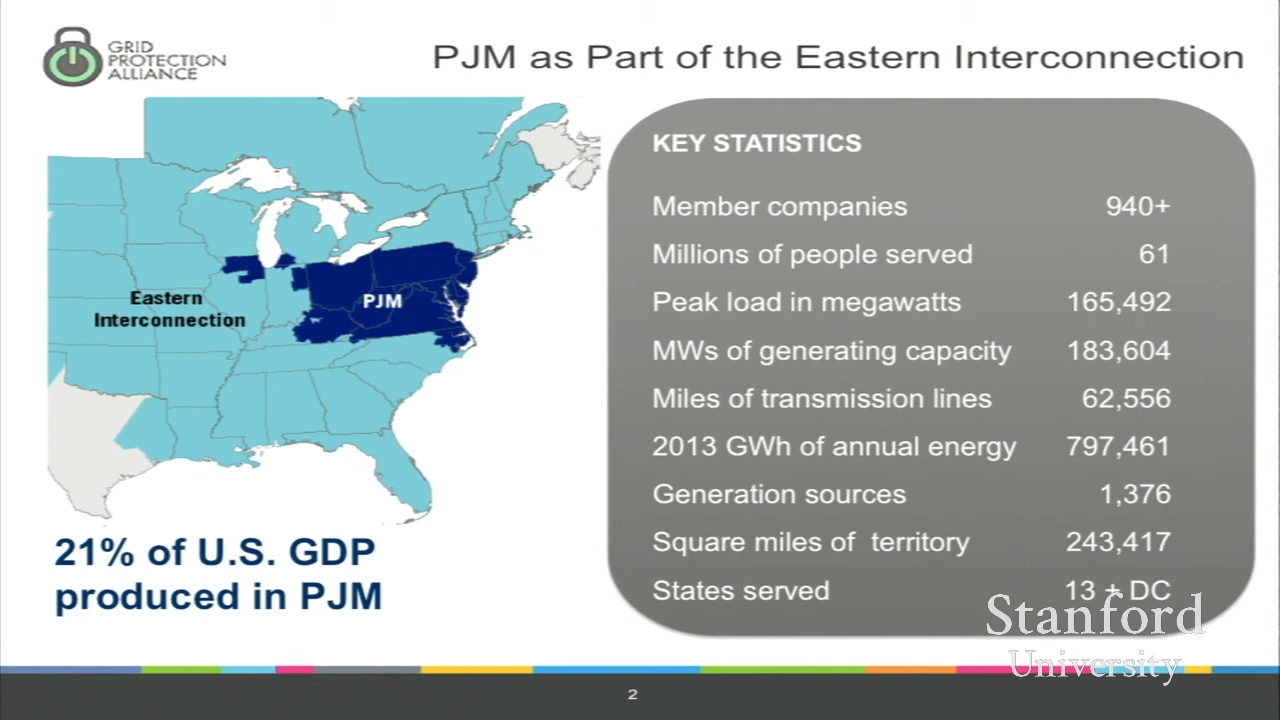 GRID
PROTECTION
ALLIANCE
PJM as Part of the Eastern Interconnection
Eastern
Interconnection
PJM
21% of U.S. GDP
produced in PJM
KEY STATISTICS
Member companies 940+
Millions of people served 61
Peak load in megawatts 165,492
MWs of generating capacity 183,604
Miles of transmission lines 62,556
2013 GWh of annual energy 797,461
Generation sources 1,376
Square miles of territory 243,417
States served 13 + DC
Stanford
University
2